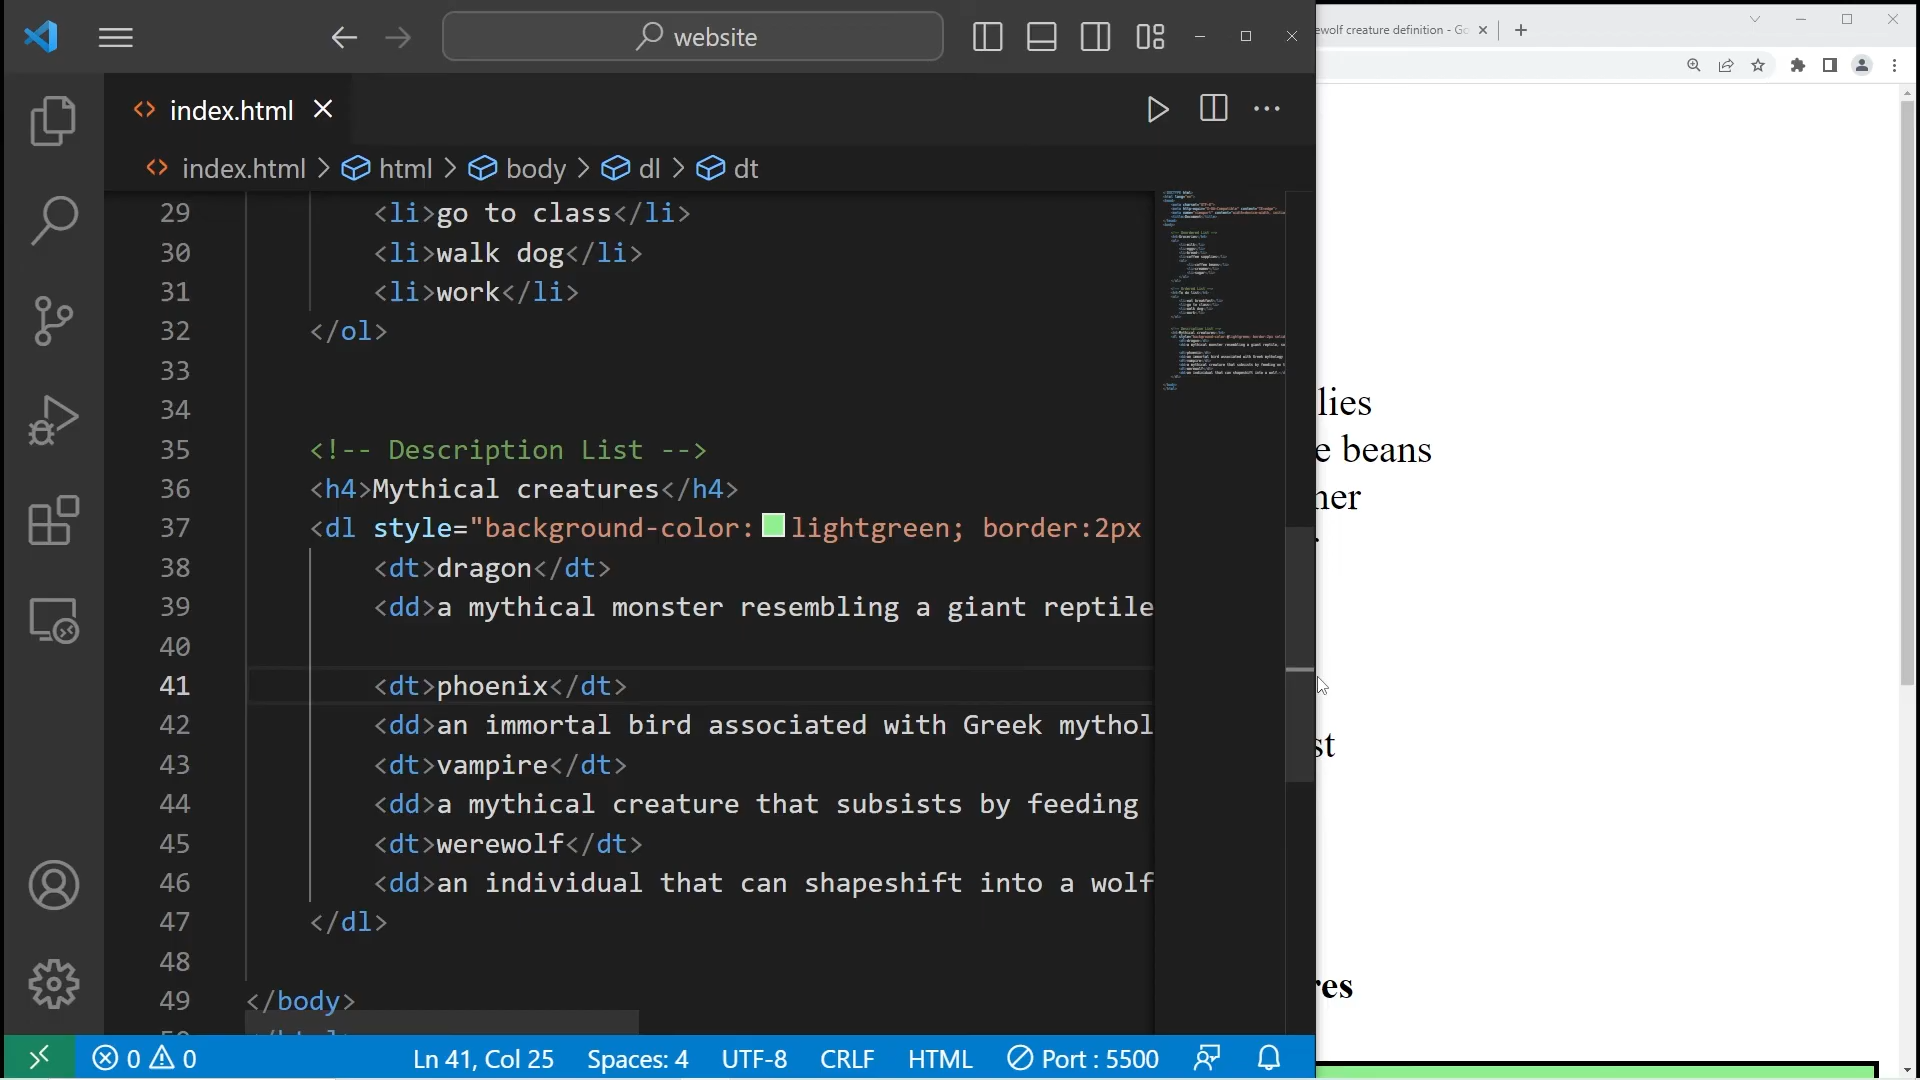 website
ewolf creature definition - Go
index.html
index.html > html > body > dl > dt
29 <li>go to class</li>
30 <li>walk dog</li>
31 <li>work</li>
32 </ol>
33
34
35 <!-- Description List -->
36 <h4>Mythical creatures</h4>
37 <dl style="background-color: lightgreen; border:2px
38 <dt>dragon</dt>
39 <dd>a mythical monster resembling a giant reptile
40
41 <dt>phoenix</dt>
42 <dd>an immortal bird associated with Greek mythol
43 <dt>vampire</dt>
44 <dd>a mythical creature that subsists by feeding
45 <dt>werewolf</dt>
46 <dd>an individual that can shapeshift into a wolf
47 </dl>
48
49 </body>
lies
e beans
ner
st
res
0 0 Ln 41, Col 25 Spaces: 4 UTF-8 CRLF HTML Port : 5500